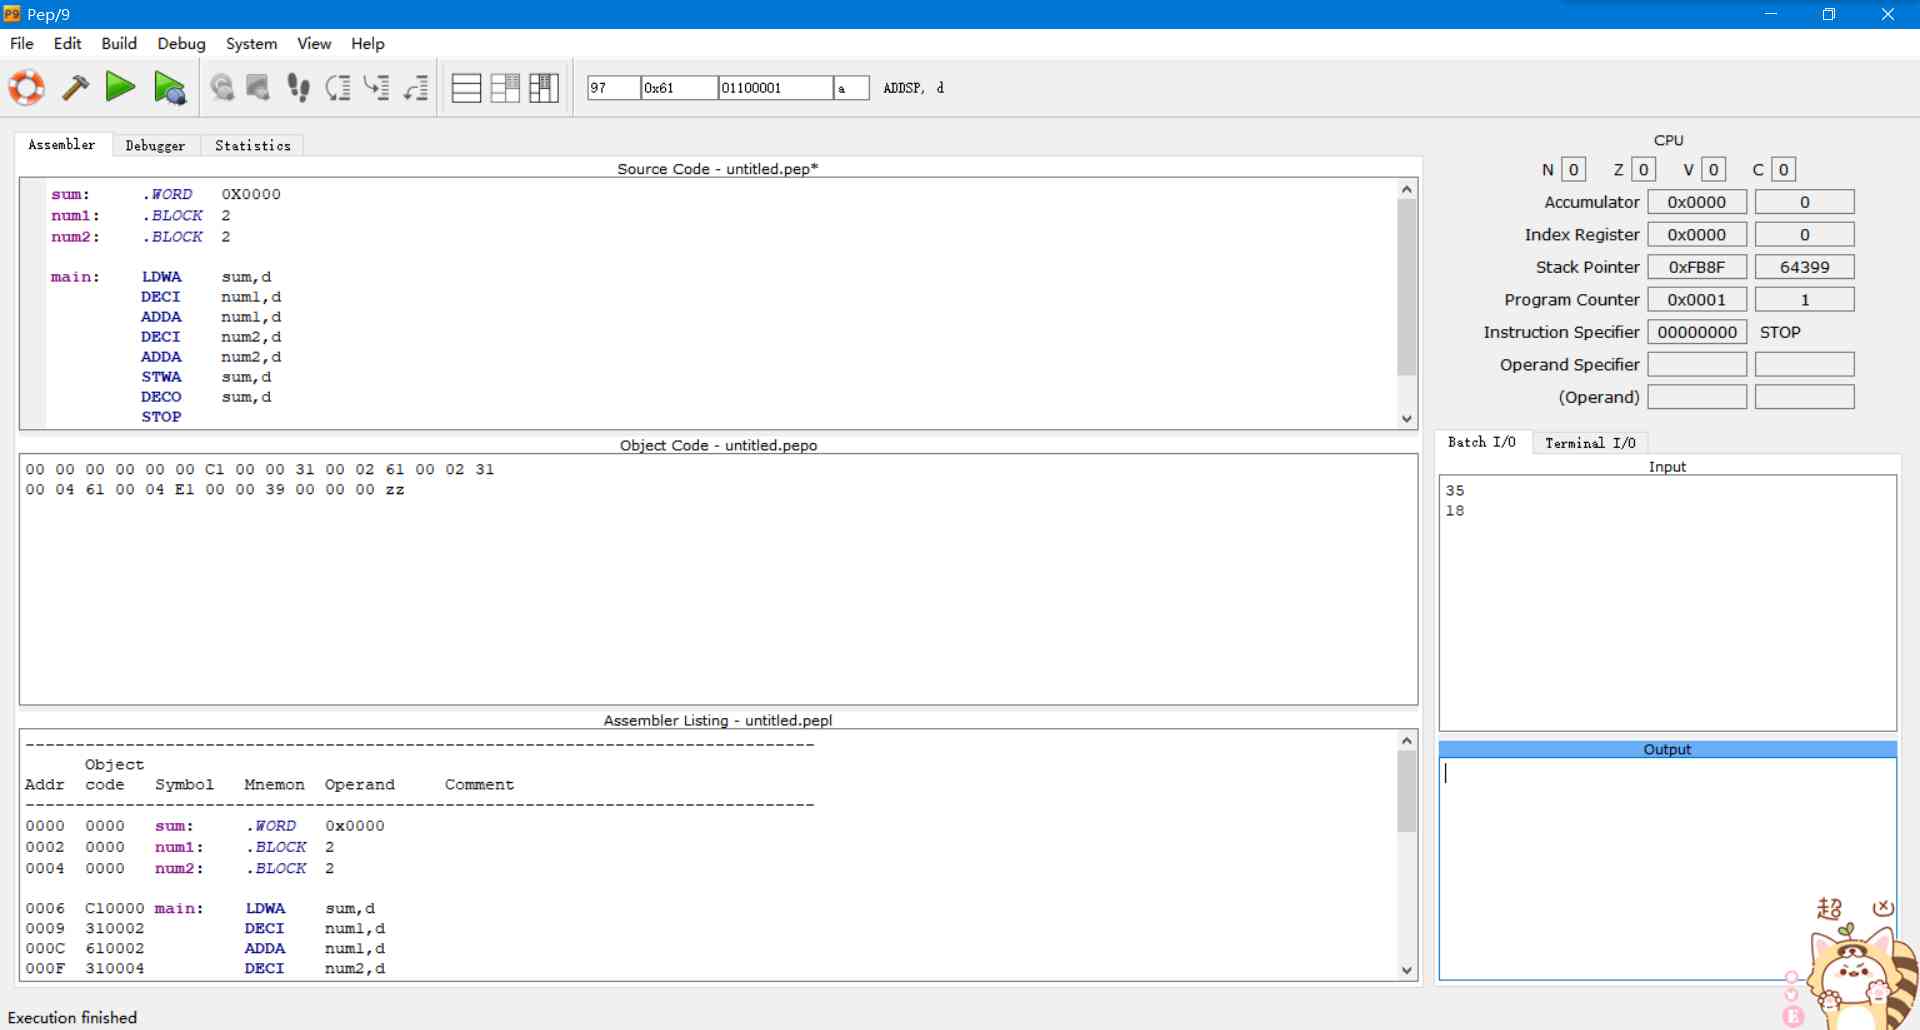 Pep/9
File Edit Build Debug System View Help
97 0x61 01100001 a ADDSP, d
Assembler Debugger Statistics
Source Code - untitled.pep*
sum: .WORD 0X0000
num1: .BLOCK 2
num2: .BLOCK 2
main: LDWA sum,d
DECI num1,d
ADDA num1,d
DECI num2,d
ADDA num2,d
STWA sum,d
DECO sum,d
STOP
Object Code - untitled.pepo
00 00 00 00 00 00 C1 00 00 31 00 02 61 00 02 31
00 04 61 00 04 E1 00 00 39 00 00 00 zz
Assembler Listing - untitled.pepl
-------------------------------------------------------------------------------
Object
Addr code Symbol Mnemon Operand Comment
-------------------------------------------------------------------------------
0000 0000 sum: .WORD 0x0000
0002 0000 num1: .BLOCK 2
0004 0000 num2: .BLOCK 2
0006 C10000 main: LDWA sum,d
0009 310002 DECI num1,d
000C 610002 ADDA num1,d
000F 310004 DECI num2,d
CPU
N 0 Z 0 V 0 C 0
Accumulator 0x0000 0
Index Register 0x0000 0
Stack Pointer 0xFB8F 64399
Program Counter 0x0001 1
Instruction Specifier 00000000 STOP
Operand Specifier
(Operand)
Batch I/O Terminal I/O
Input
35
18
Output
超 凶
E
Execution finished